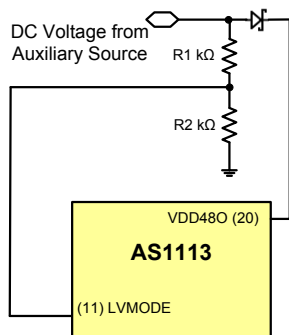 DC Voltage from
Auxiliary Source
R1 kΩ
R2 kΩ
VDD48O (20)
AS1113
(11) LVMODE